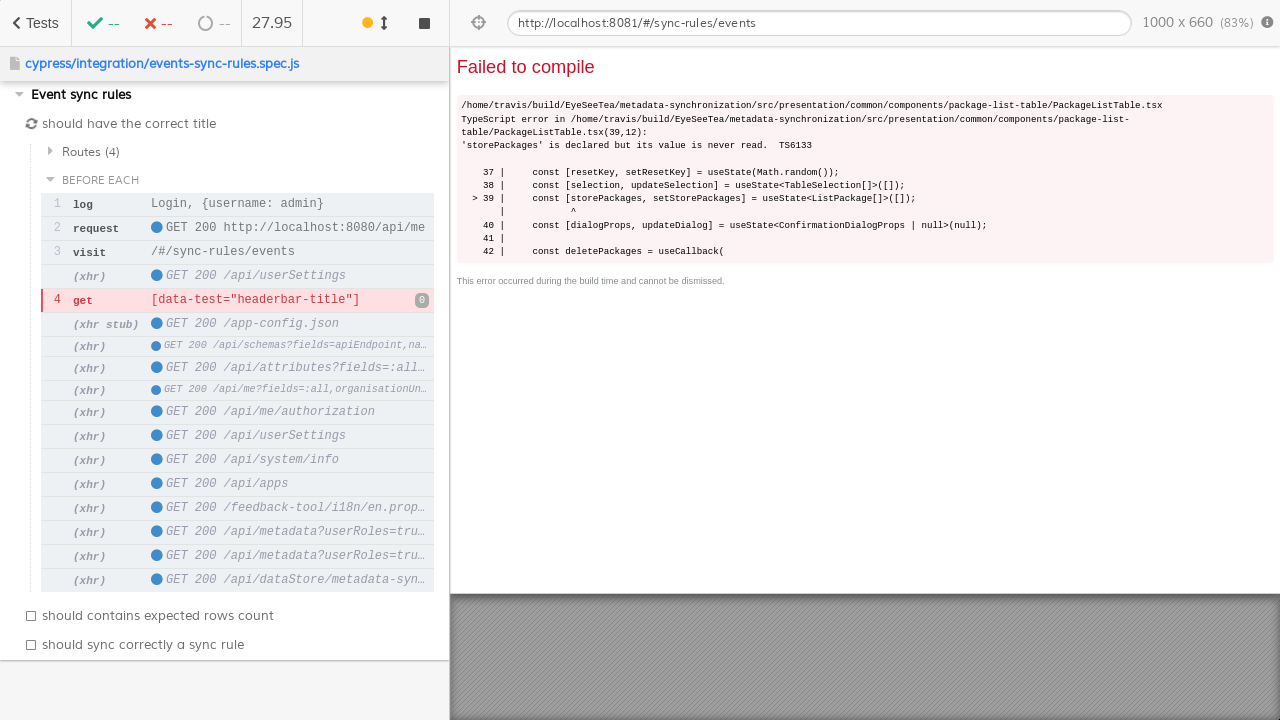 Tests
--
--
--
27.95
http://localhost:8081/#/sync-rules/events
1000 x 660 (83%)
cypress/integration/events-sync-rules.spec.js
Event sync rules
should have the correct title
Routes (4)
BEFORE EACH
1 log Login, {username: admin}
2 request GET 200 http://localhost:8080/api/me
3 visit /#/sync-rules/events
(xhr) GET 200 /api/userSettings
4 get [data-test="headerbar-title"] 0
(xhr stub) GET 200 /app-config.json
(xhr) GET 200 /api/schemas?fields=apiEndpoint,na…
(xhr) GET 200 /api/attributes?fields=:all…
(xhr) GET 200 /api/me?fields=:all,organisationUn…
(xhr) GET 200 /api/me/authorization
(xhr) GET 200 /api/userSettings
(xhr) GET 200 /api/system/info
(xhr) GET 200 /api/apps
(xhr) GET 200 /feedback-tool/i18n/en.prop…
(xhr) GET 200 /api/metadata?userRoles=tru…
(xhr) GET 200 /api/metadata?userRoles=tru…
(xhr) GET 200 /api/dataStore/metadata-syn…
should contains expected rows count
should sync correctly a sync rule
Failed to compile
/home/travis/build/EyeSeeTea/metadata-synchronization/src/presentation/common/components/package-list-table/PackageListTable.tsx
TypeScript error in /home/travis/build/EyeSeeTea/metadata-synchronization/src/presentation/common/components/package-list-
table/PackageListTable.tsx(39,12):
'storePackages' is declared but its value is never read.  TS6133
37 |     const [resetKey, setResetKey] = useState(Math.random());
38 |     const [selection, updateSelection] = useState<TableSelection[]>([]);
> 39 |     const [storePackages, setStorePackages] = useState<ListPackage[]>([]);
|            ^
40 |     const [dialogProps, updateDialog] = useState<ConfirmationDialogProps | null>(null);
41 |
42 |     const deletePackages = useCallback(
This error occurred during the build time and cannot be dismissed.